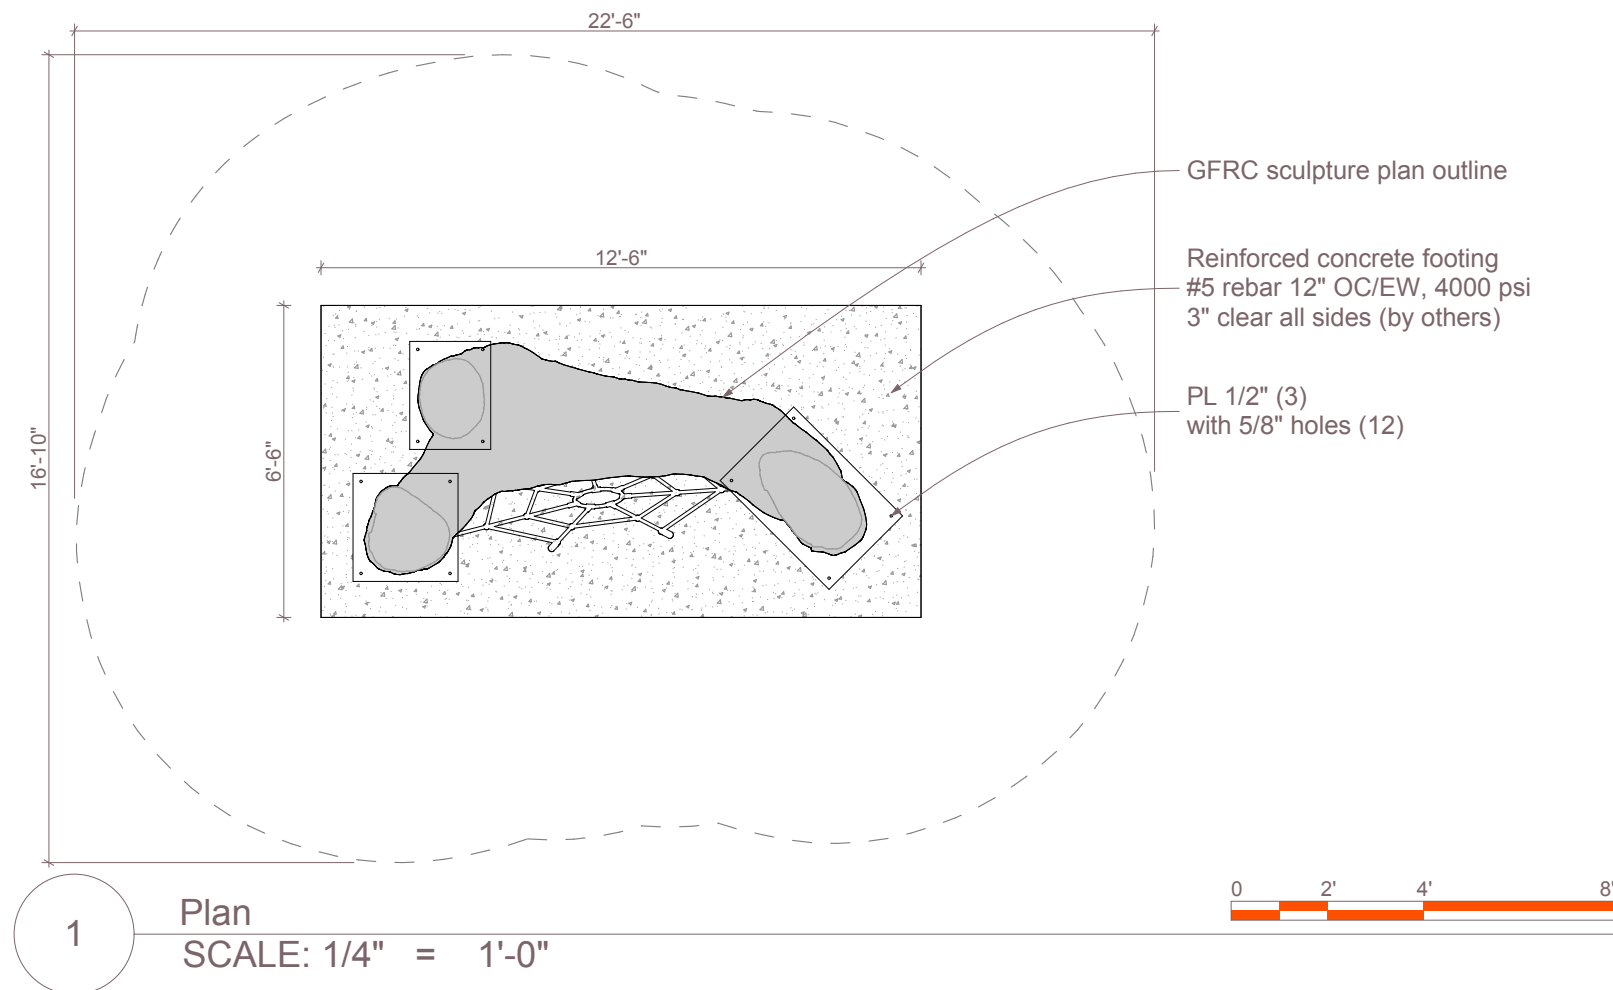 22'-6"
GFRC sculpture plan outline
12'-6"
Reinforced concrete footing
#5 rebar 12" OC/EW, 4000 psi
3" clear all sides (by others)
PL 1/2" (3)
with 5/8" holes (12)
16'-10"
6'-6"
0 2' 4' 8'
1
Plan
SCALE: 1/4" = 1'-0"